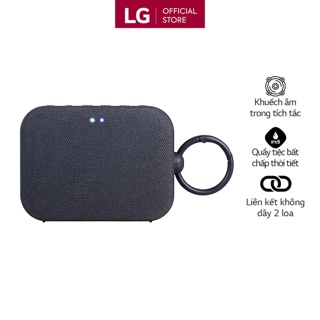 LG
OFFICIAL
STORE
Khuếch âm
trong tích tắc
IPX5
Quẩy tiệc bất
chấp thời tiết
Liên kết không
dây 2 loa